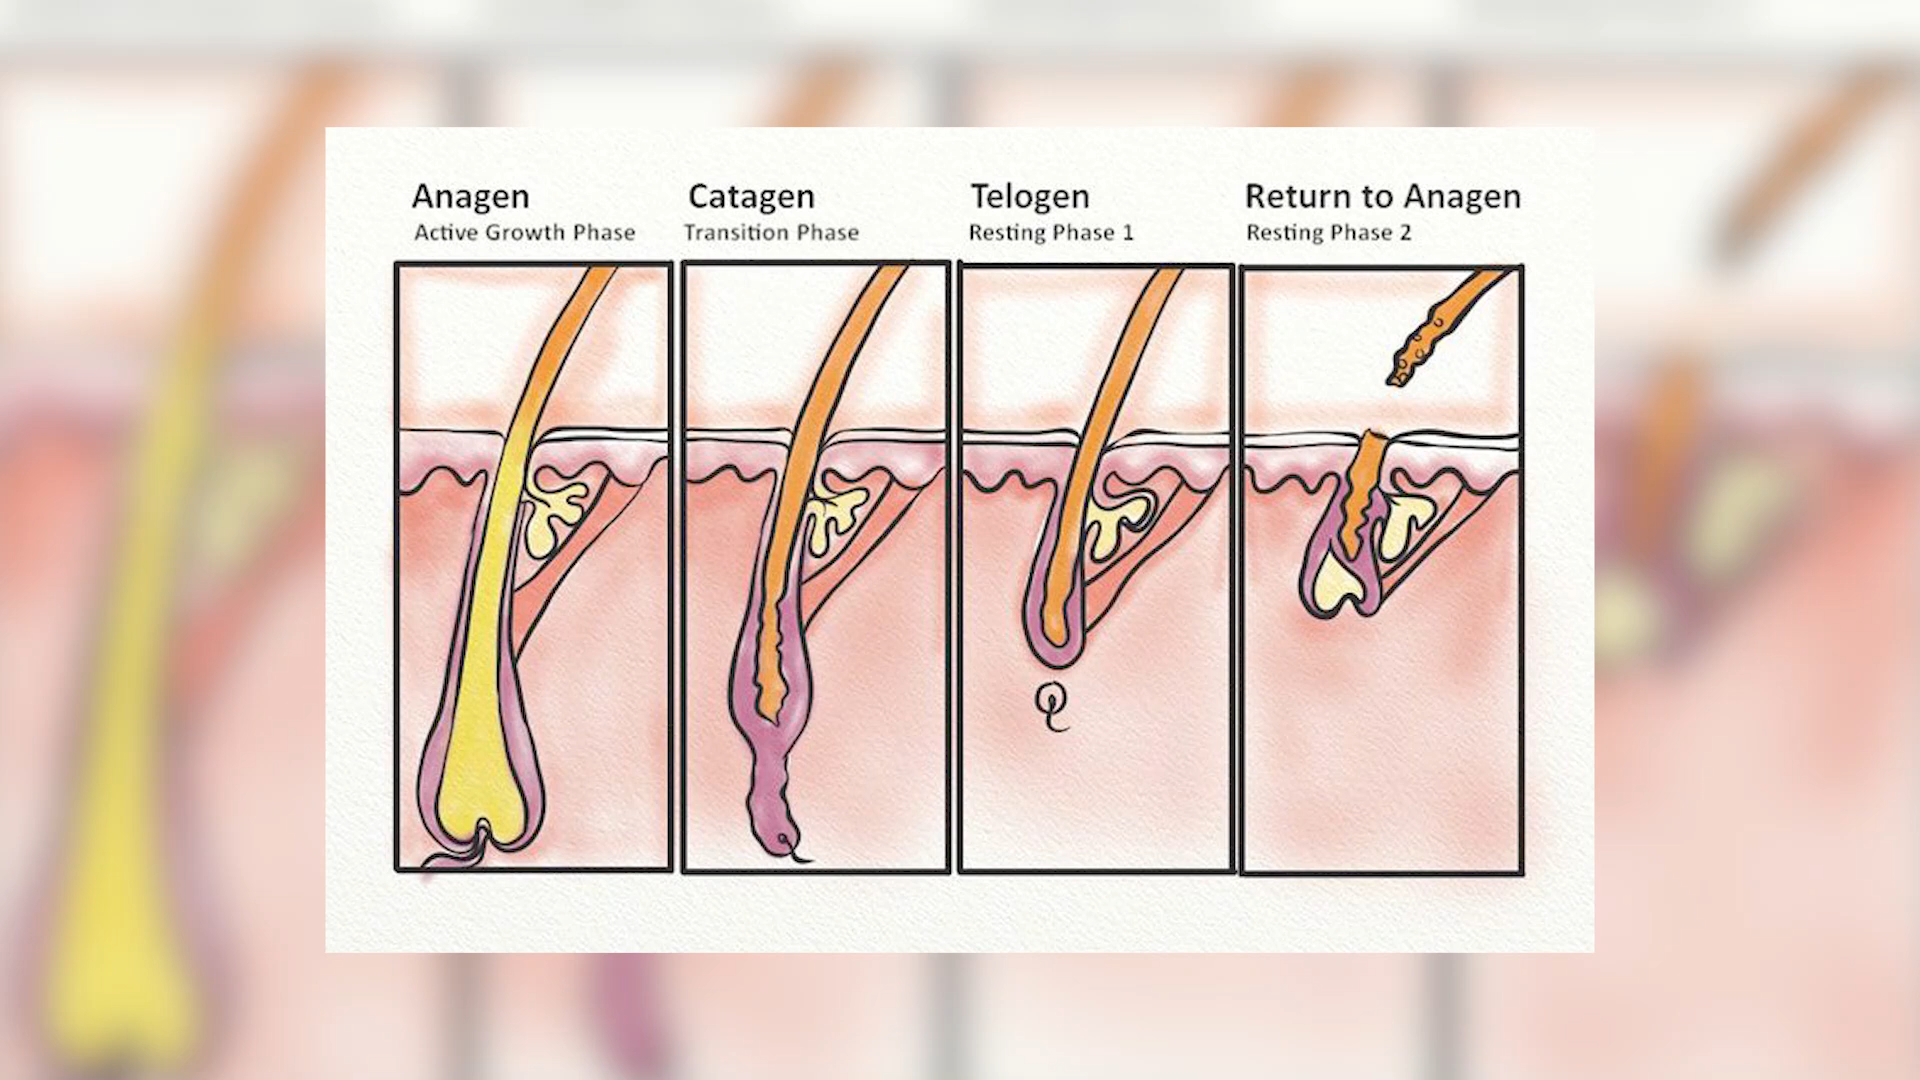 Anagen
Active Growth Phase
Catagen
Transition Phase
Telogen
Resting Phase 1
Return to Anagen
Resting Phase 2